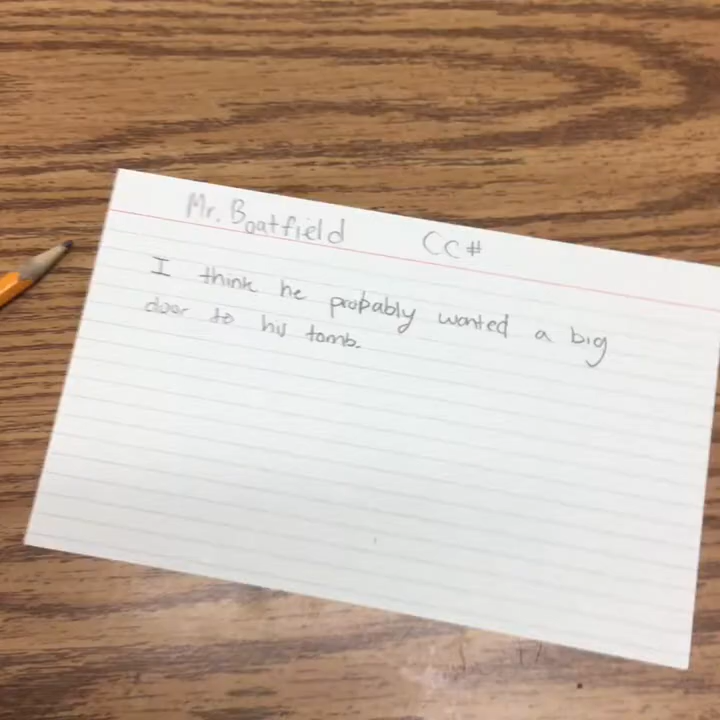 Mr. Boatfield CC#
I think he probably wanted a big
door to his tomb.